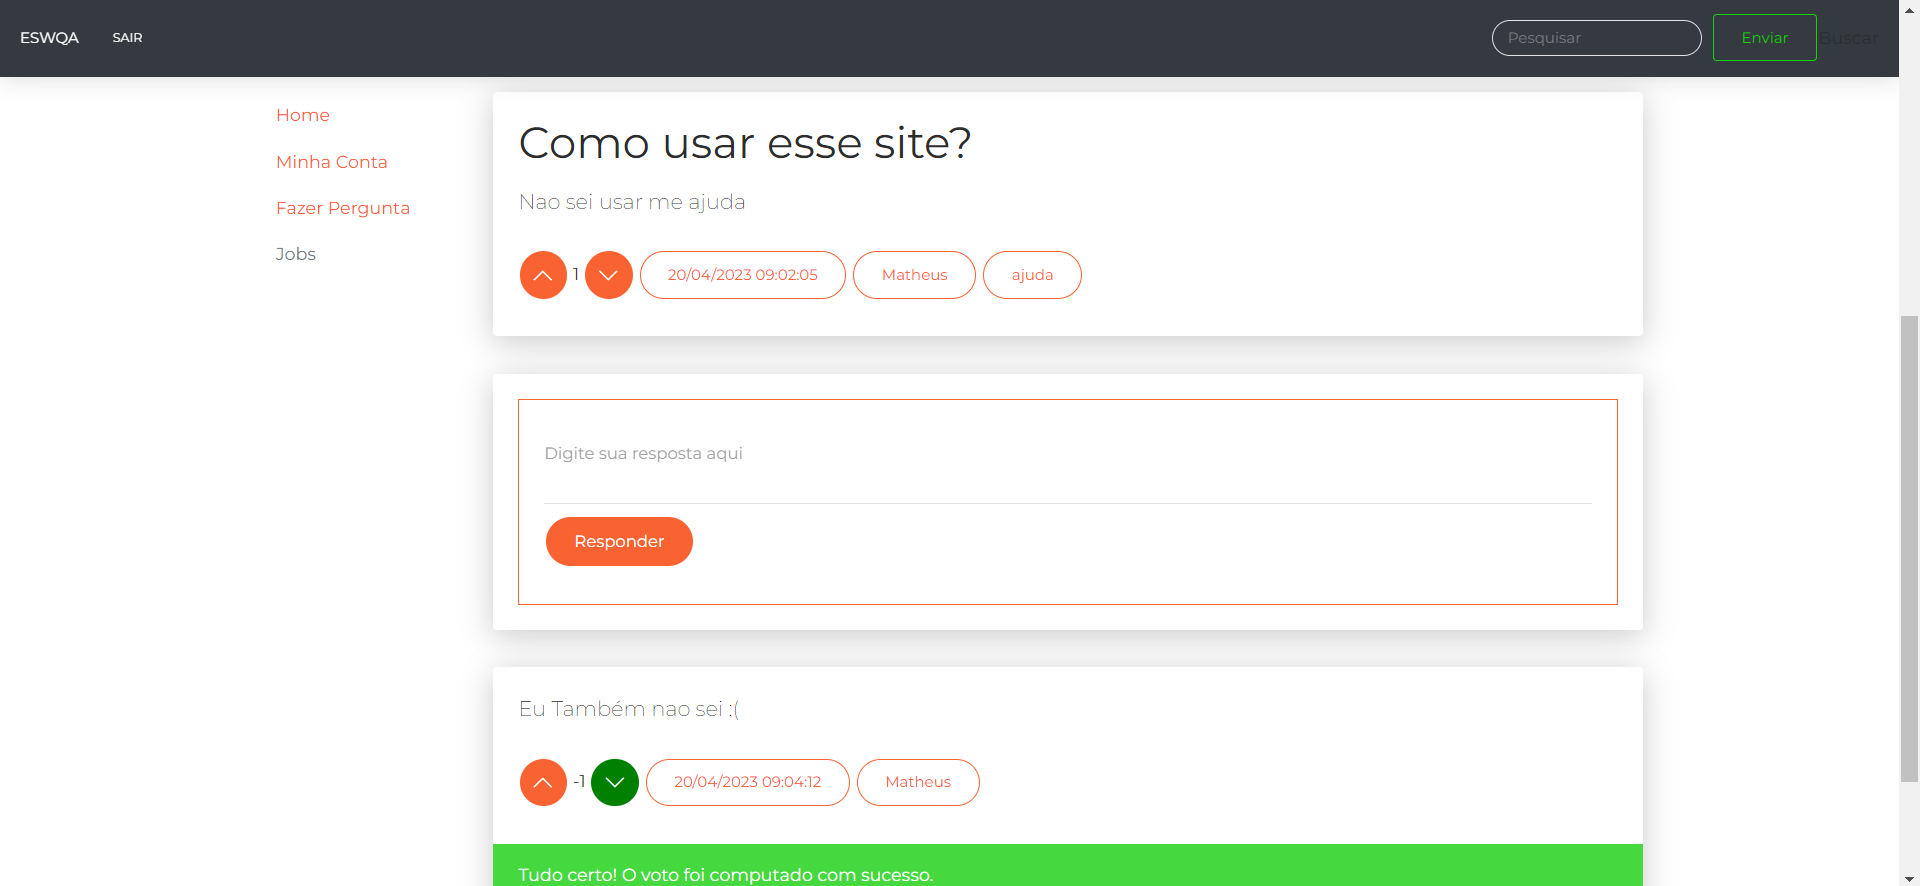 ESWQA SAIR Pesquisar Enviar Buscar
Home
Minha Conta
Fazer Pergunta
Jobs
Como usar esse site?
Nao sei usar me ajuda
1 20/04/2023 09:02:05 Matheus ajuda
Digite sua resposta aqui
Responder
Eu Também nao sei :(
-1 20/04/2023 09:04:12 Matheus
Tudo certo! O voto foi computado com sucesso.